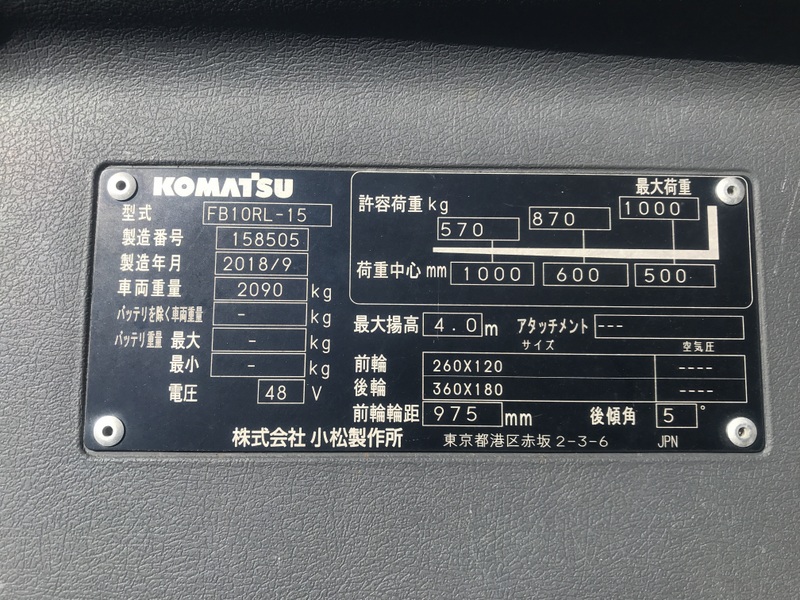 KOMATSU
型式 FB10RL-15
製造番号 158505
製造年月 2018/9
車両重量 2090 kg
バッテリを除く車両重量 - kg
バッテリ重量 最大 - kg
最小 - kg
電圧 48 V
最大荷重
許容荷重 kg 570 870 1000
荷重中心 mm 1000 600 500
最大揚高 4.0 m アタッチメント ---
サイズ 空気圧
前輪 260X120 ----
後輪 360X180 ----
前輪輪距 975 mm 後傾角 5 °
株式会社 小松製作所 東京都港区赤坂 2-3-6 JPN